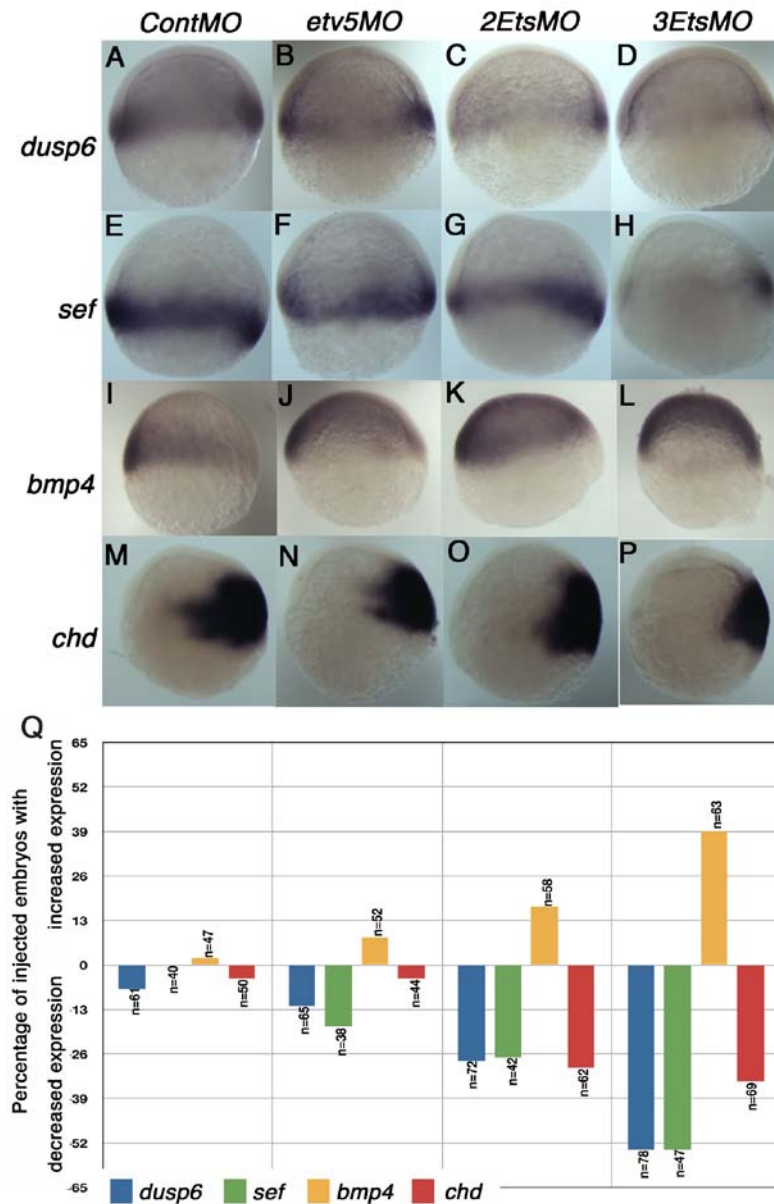 ContMO etv5MO 2EtsMO 3EtsMO
A B C D
dusp6
E F G H
sef
I J K L
bmp4
M N O P
chd
Q
Percentage of injected embryos with
decreased expression increased expression
65
52
39
26
13
0
-13
-26
-39
-52
-65
n=61
n=40
n=47
n=50
n=65
n=38
n=52
n=44
n=72
n=42
n=58
n=62
n=78
n=47
n=63
n=69
dusp6 sef bmp4 chd